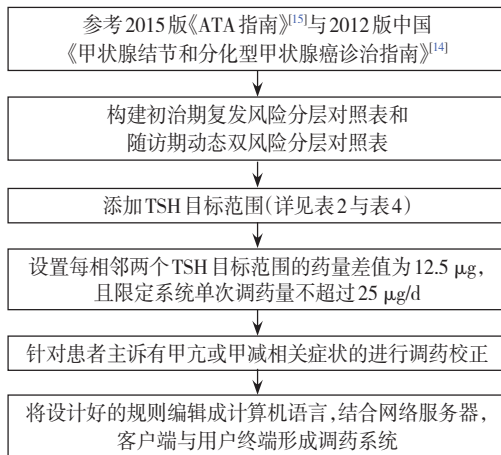 参考2015版《ATA指南》[15]与2012版中国
《甲状腺结节和分化型甲状腺癌诊治指南》[14]
构建初治期复发风险分层对照表和
随访期动态双风险分层对照表
添加TSH目标范围(详见表2与表4)
设置每相邻两个TSH目标范围的药量差值为12.5 μg,
且限定系统单次调药量不超过25 μg/d
针对患者主诉有甲亢或甲减相关症状的进行调药校正
将设计好的规则编辑成计算机语言,结合网络服务器,
客户端与用户终端形成调药系统